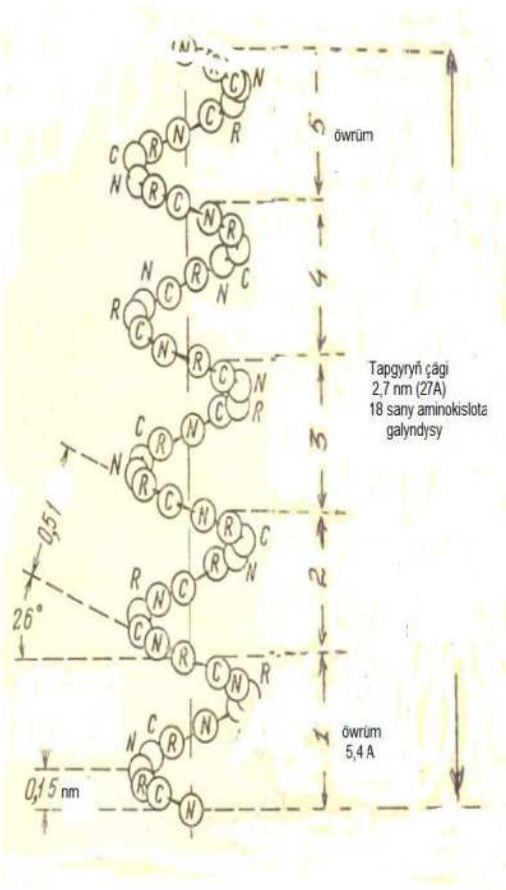 N
C N
C R
5
öwrüm
C R N
N R C
N R
4
N C R N C
R
C N R C N
Tapgyryň çägi
2,7 nm (27A)
18 sany aminokislota
galyndysy
C R
C R N
3
N R C N R C
0,51
R N
2
R N C
26°
C N R C N R
C R N
1
öwrüm
5,4 A
N
R C N
0,15 nm